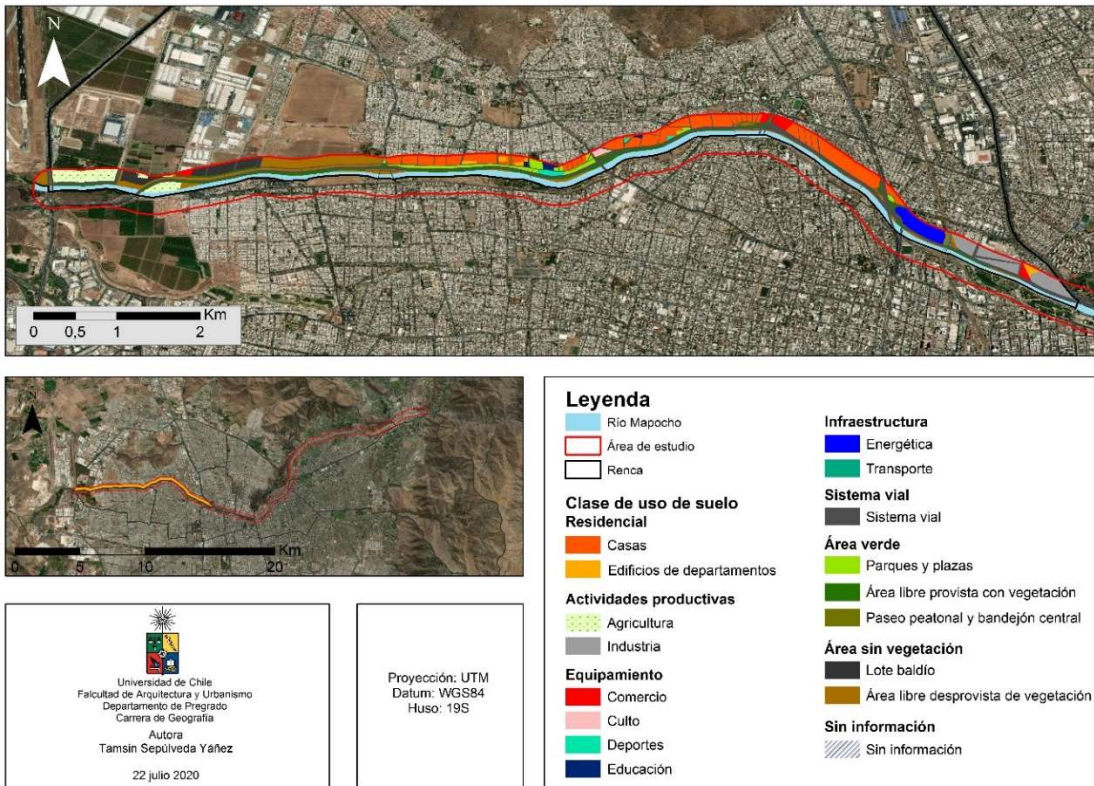 N
Km
0 0,5 1 2
N
Km
0 5 10 20
Universidad de Chile
Falcultad de Arquitectura y Urbanismo
Departamento de Pregrado
Carrera de Geografía
Autora
Tamsin Sepúlveda Yáñez
22 julio 2020
Proyección: UTM
Datum: WGS84
Huso: 19S
Leyenda
Río Mapocho
Área de estudio
Renca
Clase de uso de suelo
Residencial
Casas
Edificios de departamentos
Actividades productivas
Agricultura
Industria
Equipamiento
Comercio
Culto
Deportes
Educación
Infraestructura
Energética
Transporte
Sistema vial
Sistema vial
Área verde
Parques y plazas
Área libre provista con vegetación
Paseo peatonal y bandejón central
Área sin vegetación
Lote baldío
Área libre desprovista de vegetación
Sin información
Sin información